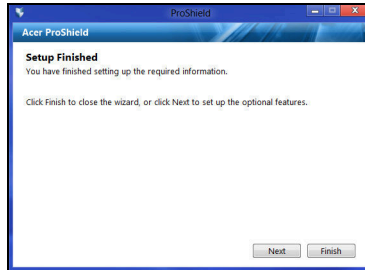 ProShield
Acer ProShield
Setup Finished
You have finished setting up the required information.
Click Finish to close the wizard, or click Next to set up the optional features.
Next Finish